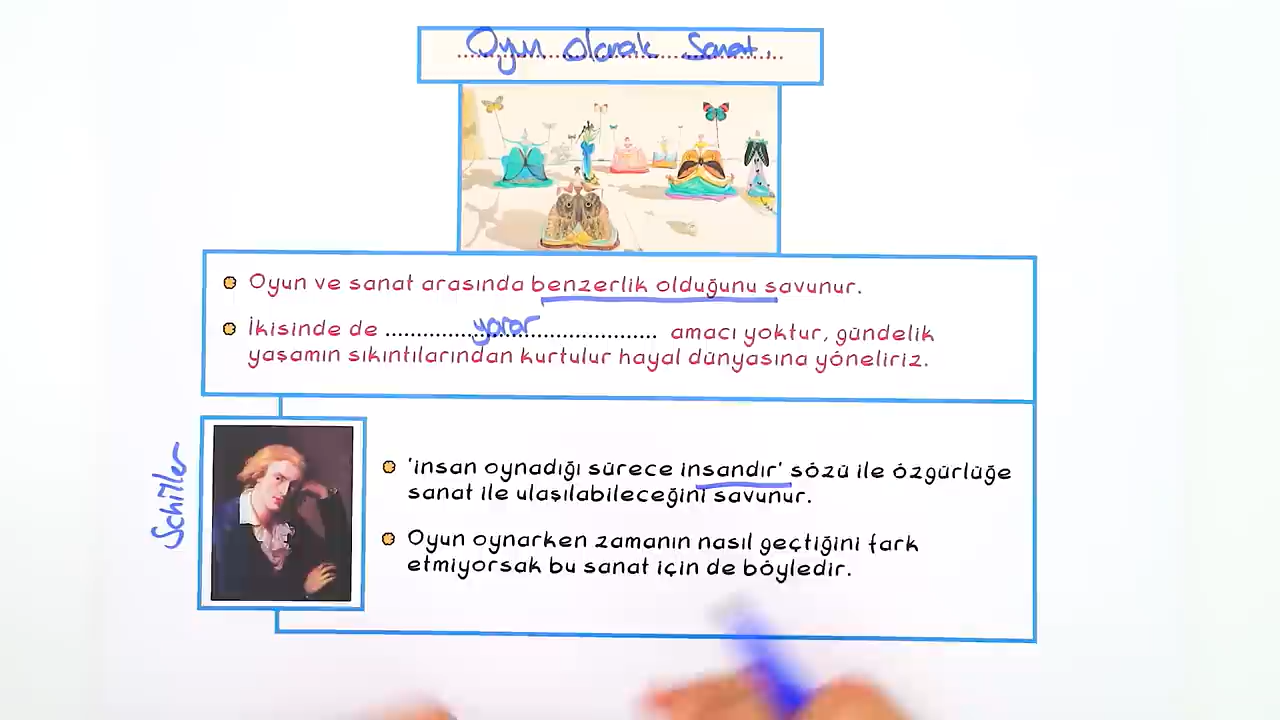 Oyun olarak Sanat.
Oyun ve sanat arasında benzerlik olduğunu savunur.
İkisinde de ........yarar........ amacı yoktur, gündelik
yaşamın sıkıntılarından kurtulur hayal dünyasına yöneliriz.
Schiller
'insan oynadığı sürece insandır' sözü ile özgürlüğe
sanat ile ulaşılabileceğini savunur.
Oyun oynarken zamanın nasıl geçtiğini fark
etmiyorsak bu sanat için de böyledir.